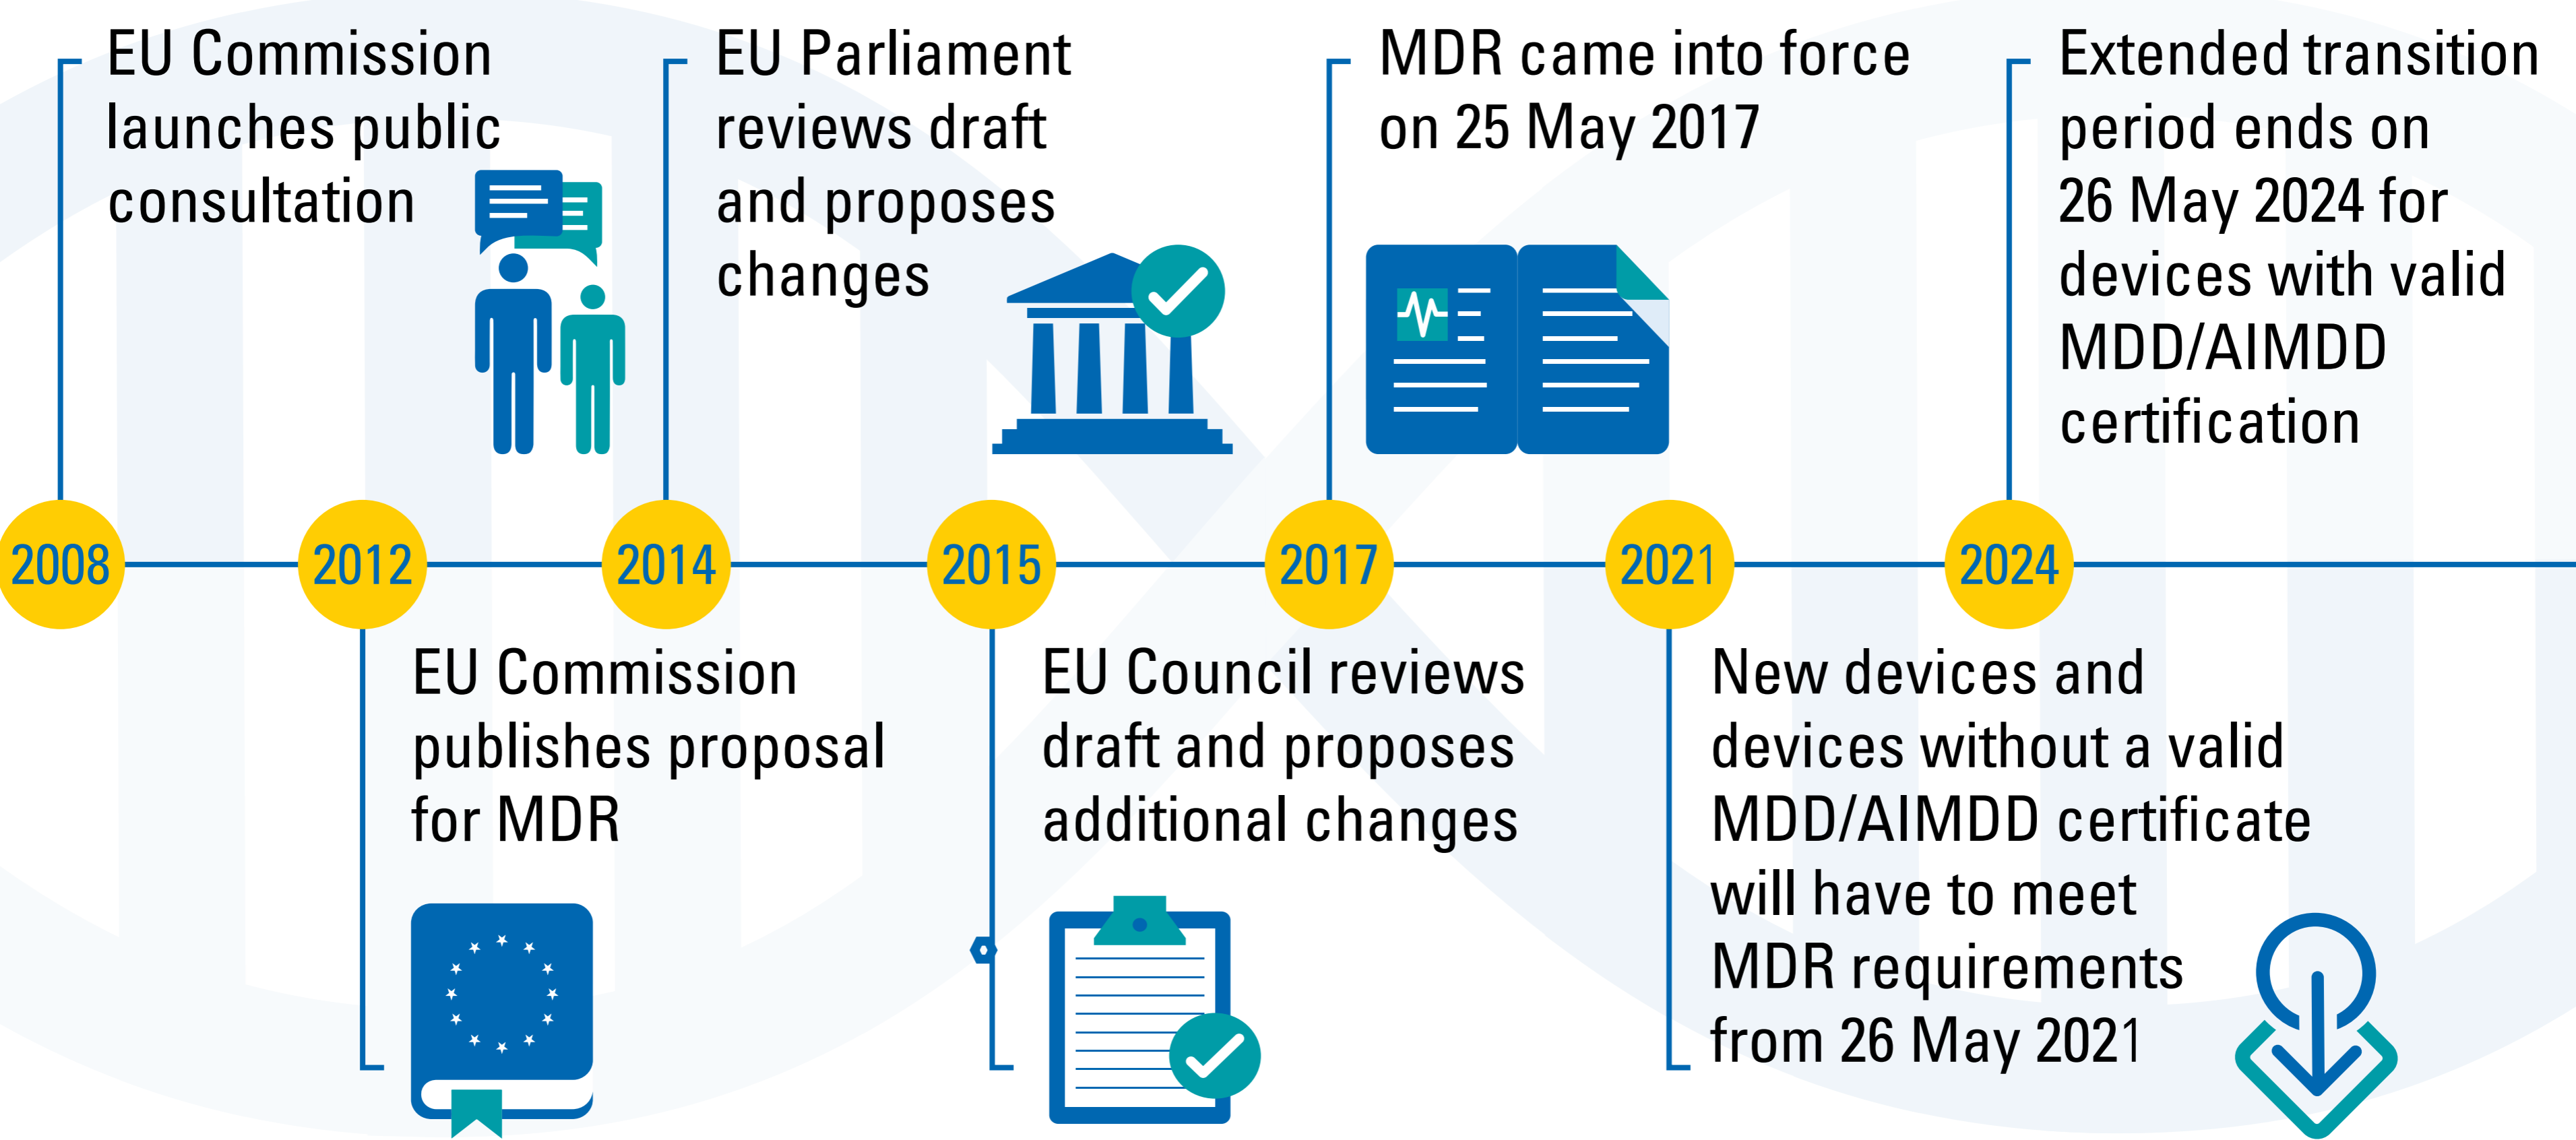 EU Commission
launches public
consultation
EU Parliament
reviews draft
and proposes
changes
MDR came into force
on 25 May 2017
Extended transition
period ends on
26 May 2024 for
devices with valid
MDD/AIMDD
certification
2008
2012
2014
2015
2017
2021
2024
EU Commission
publishes proposal
for MDR
EU Council reviews
draft and proposes
additional changes
New devices and
devices without a valid
MDD/AIMDD certificate
will have to meet
MDR requirements
from 26 May 2021